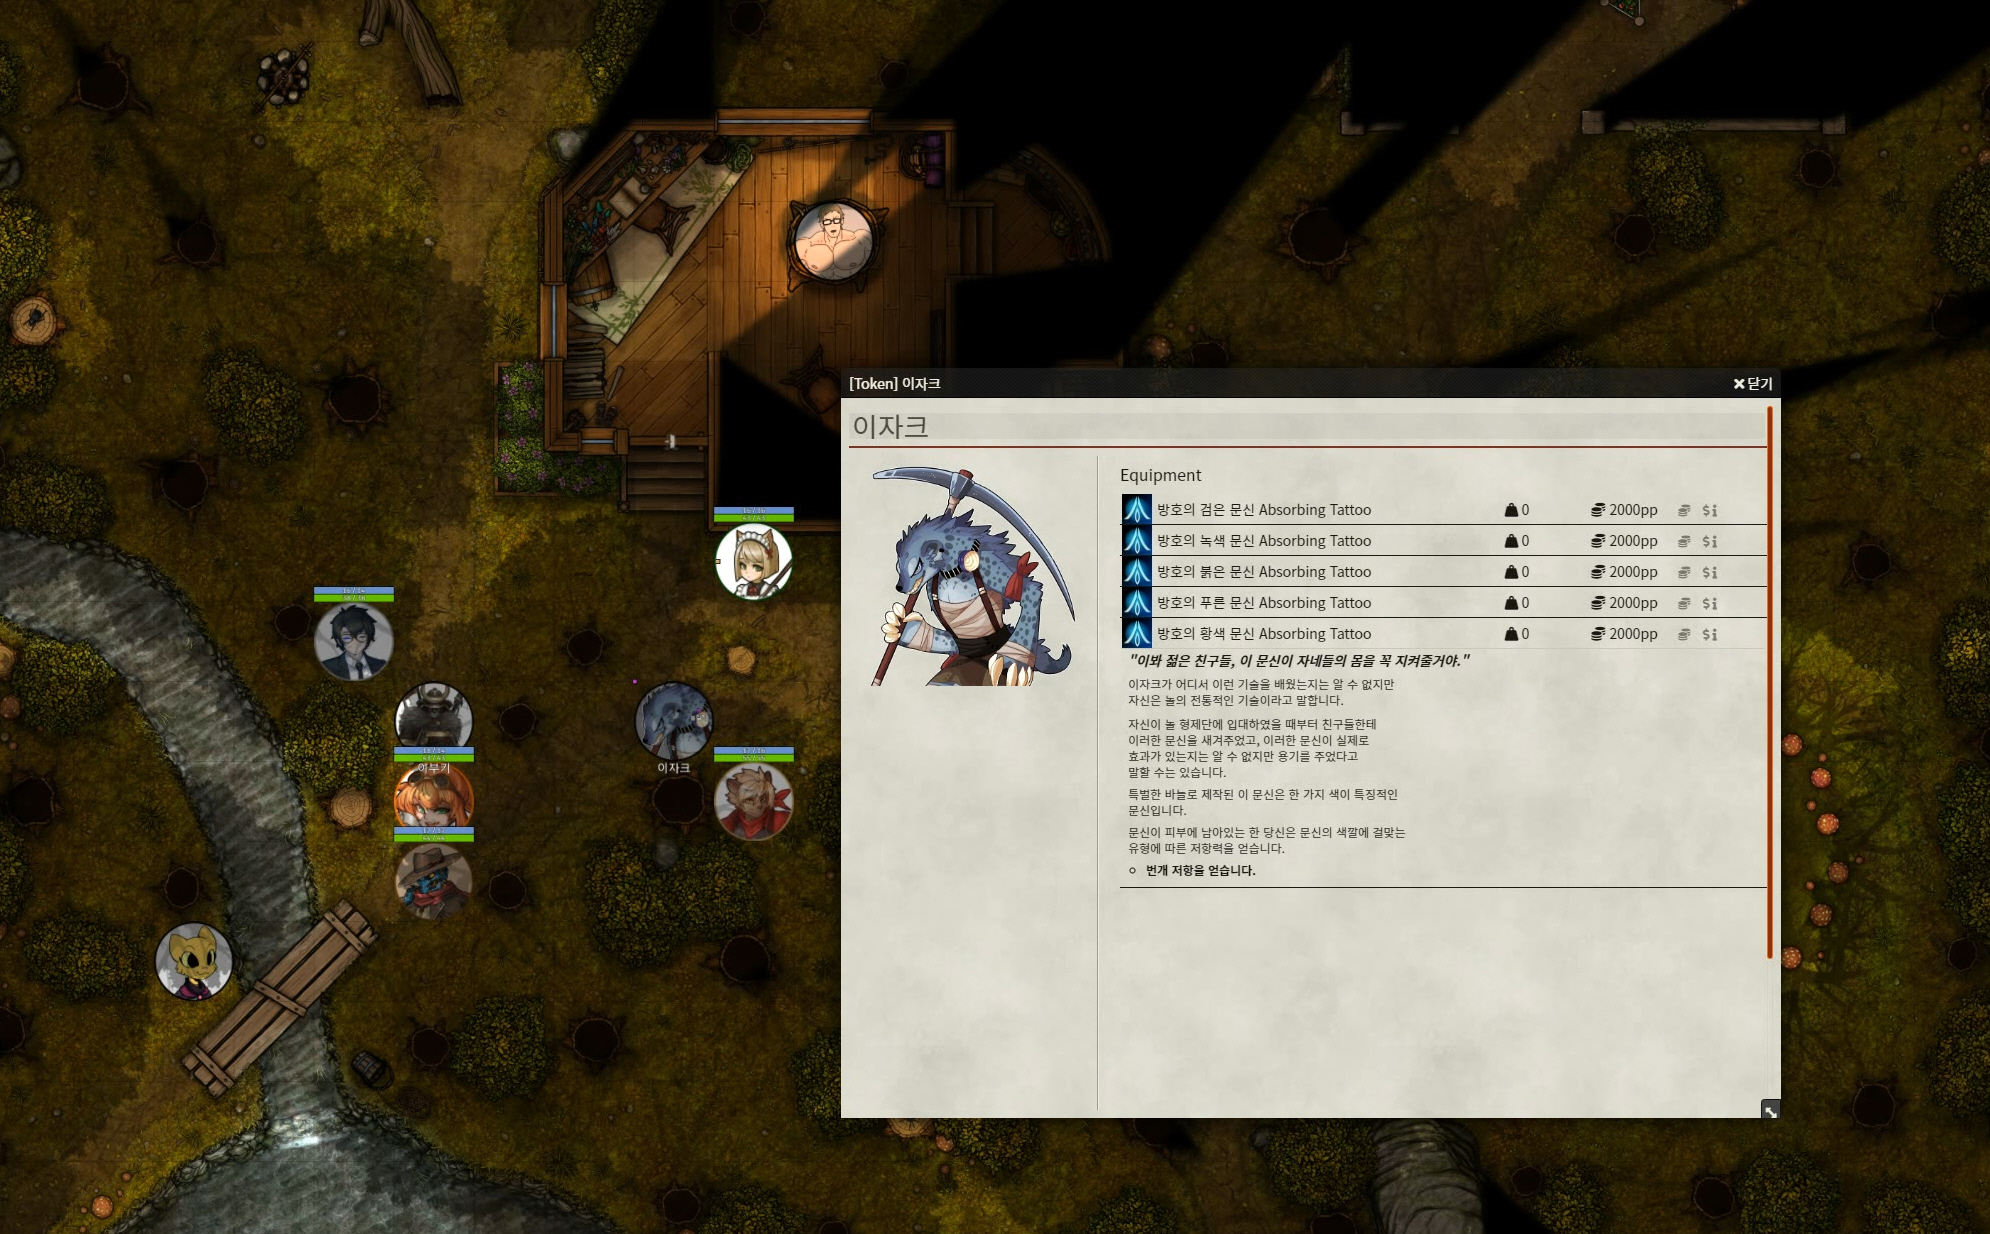 [Token] 이자크
닫기
이자크
Equipment
방호의 검은 문신 Absorbing Tattoo 0 2000pp
방호의 녹색 문신 Absorbing Tattoo 0 2000pp
방호의 붉은 문신 Absorbing Tattoo 0 2000pp
방호의 푸른 문신 Absorbing Tattoo 0 2000pp
방호의 황색 문신 Absorbing Tattoo 0 2000pp
"이봐 젊은 친구들, 이 문신이 자네들의 몸을 꼭 지켜줄거야."
이자크가 어디서 이런 기술을 배웠는지는 알 수 없지만
자신은 놀의 전통적인 기술이라고 말합니다.
자신이 놀 형제단에 입대하였을 때부터 친구들한테
이러한 문신을 새겨주었고, 이러한 문신이 실제로
효과가 있는지는 알 수 없지만 용기를 주었다고
말할 수는 있습니다.
특별한 바늘로 제작된 이 문신은 한 가지 색이 특징적인
문신입니다.
문신이 피부에 남아있는 한 당신은 문신의 색깔에 걸맞는
유형에 따른 저항력을 얻습니다.
번개 저항을 얻습니다.
이부키
이자크